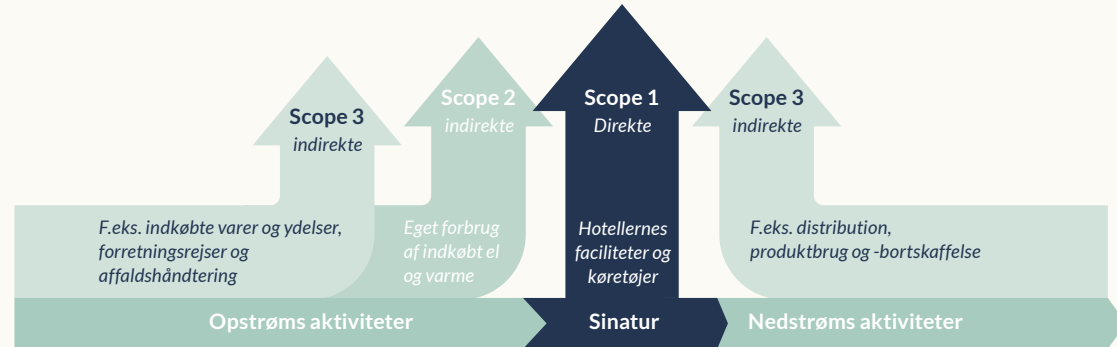 Scope 3
indirekte
F.eks. indkøbte varer og ydelser,
forretningsrejser og
affaldshåndtering
Scope 2
indirekte
Eget forbrug
af indkøbt el
og varme
Scope 1
Direkte
Hotellernes
faciliteter og
køretøjer
Scope 3
indirekte
F.eks. distribution,
produktbrug og -bortskaffelse
Opstrøms aktiviteter
Sinatur
Nedstrøms aktiviteter